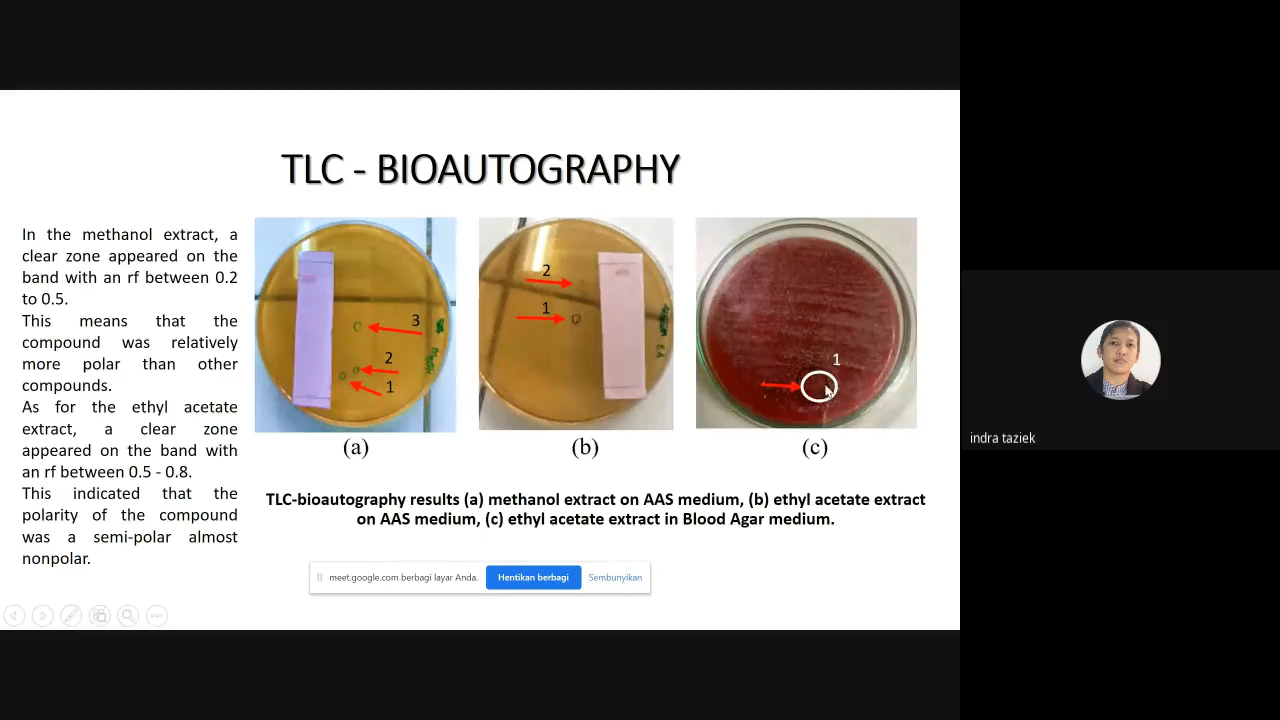 TLC - BIOAUTOGRAPHY
In the methanol extract, a
clear zone appeared on the
band with an rf between 0.2
to 0.5.
This means that the
compound was relatively
more polar than other
compounds.
As for the ethyl acetate
extract, a clear zone
appeared on the band with
an rf between 0.5 - 0.8.
This indicated that the
polarity of the compound
was a semi-polar almost
nonpolar.
3
2
1
(a)
2
1
(b)
1
(c)
TLC-bioautography results (a) methanol extract on AAS medium, (b) ethyl acetate extract
on AAS medium, (c) ethyl acetate extract in Blood Agar medium.
meet.google.com berbagi layar Anda.
Hentikan berbagi
Sembunyikan
indra taziek